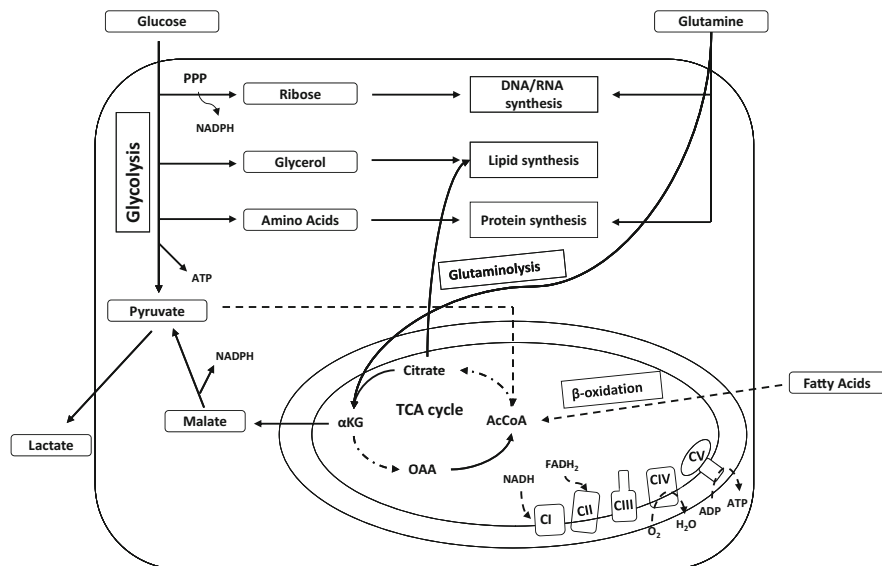 Glucose
Glutamine
PPP
NADPH
Ribose
DNA/RNA
synthesis
Glycolysis
Glycerol
Lipid synthesis
Amino Acids
Protein synthesis
ATP
Glutaminolysis
Pyruvate
NADPH
Citrate
β-oxidation
Fatty Acids
Malate
αKG
TCA cycle
AcCoA
Lactate
OAA
NADH
FADH₂
CI
CII
CIII
CIV
CV
O₂
H₂O
ADP
ATP